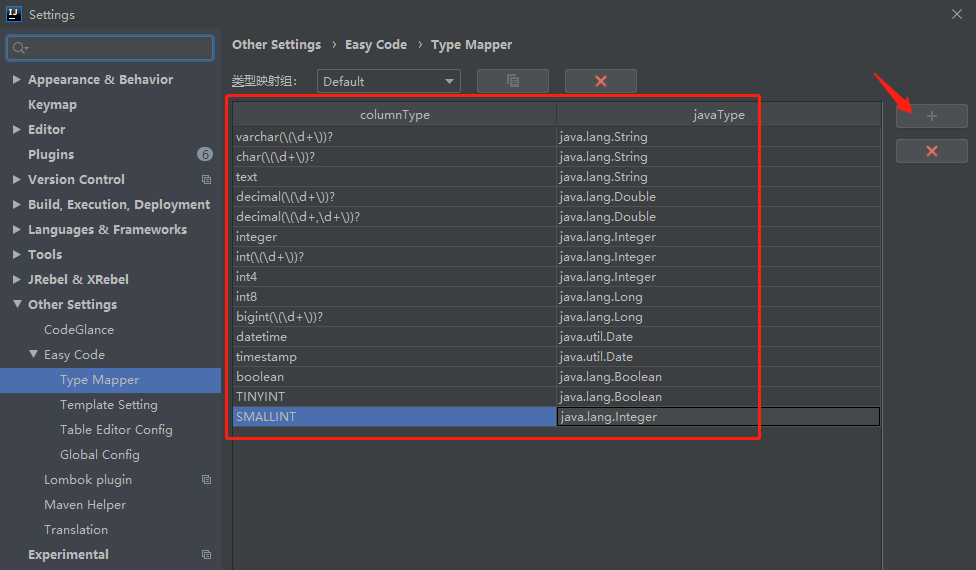 Settings
Appearance & Behavior
Keymap
Editor
Plugins 6
Version Control
Build, Execution, Deployment
Languages & Frameworks
Tools
JRebel & XRebel
Other Settings
CodeGlance
Easy Code
Type Mapper
Template Setting
Table Editor Config
Global Config
Lombok plugin
Maven Helper
Translation
Experimental
Other Settings › Easy Code › Type Mapper
类型映射组: Default
columnType javaType
varchar(\(\d+\))? java.lang.String
char(\(\d+\))? java.lang.String
text java.lang.String
decimal(\(\d+\))? java.lang.Double
decimal(\(\d+,\d+\))? java.lang.Double
integer java.lang.Integer
int(\(\d+\))? java.lang.Integer
int4 java.lang.Integer
int8 java.lang.Long
bigint(\(\d+\))? java.lang.Long
datetime java.util.Date
timestamp java.util.Date
boolean java.lang.Boolean
TINYINT java.lang.Boolean
SMALLINT java.lang.Integer